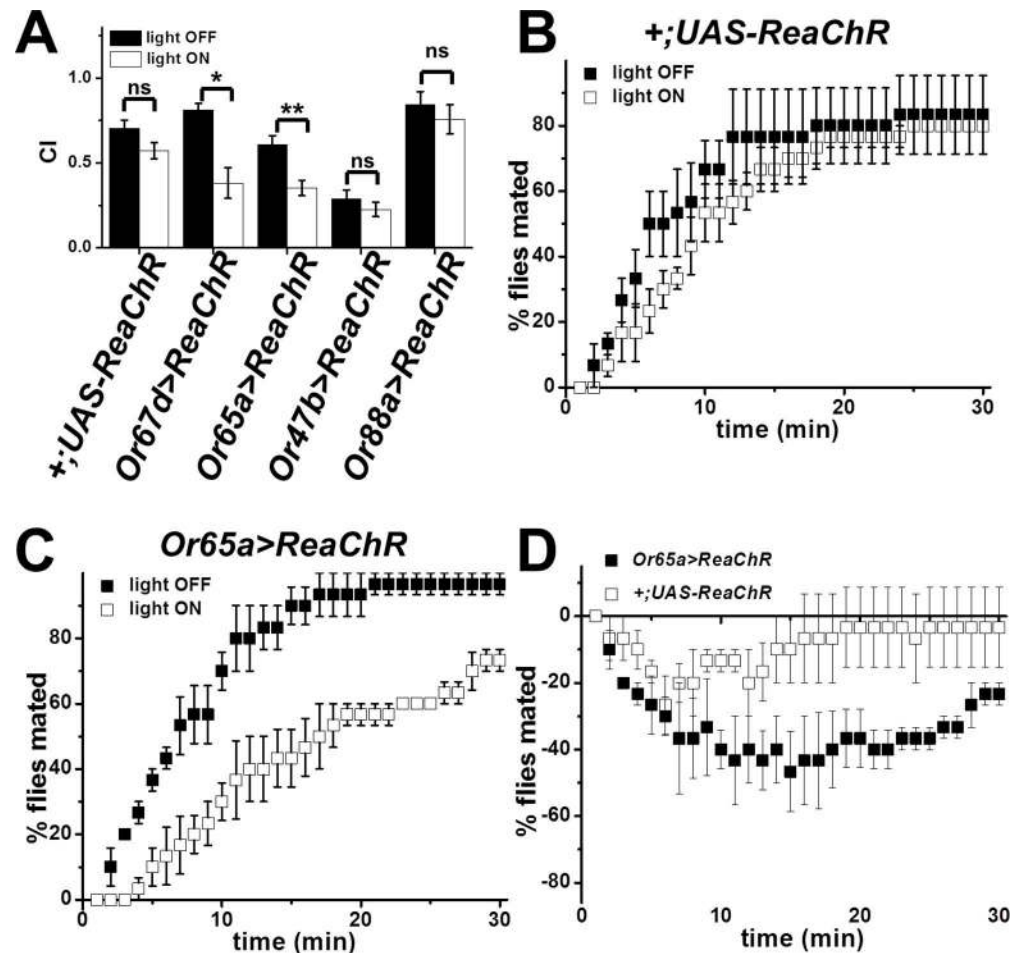 A
light OFF
light ON
ns
*
**
ns
ns
1.0
0.5
0.0
CI
+;UAS-ReaChR
Or67d>ReaChR
Or65a>ReaChR
Or47b>ReaChR
Or88a>ReaChR
B
+;UAS-ReaChR
light OFF
light ON
80
60
40
20
0
% flies mated
0
10
20
30
time (min)
C
Or65a>ReaChR
light OFF
light ON
80
60
40
20
0
% flies mated
0
10
20
30
time (min)
D
Or65a>ReaChR
+;UAS-ReaChR
0
-20
-40
-60
-80
% flies mated
0
10
20
30
time (min)